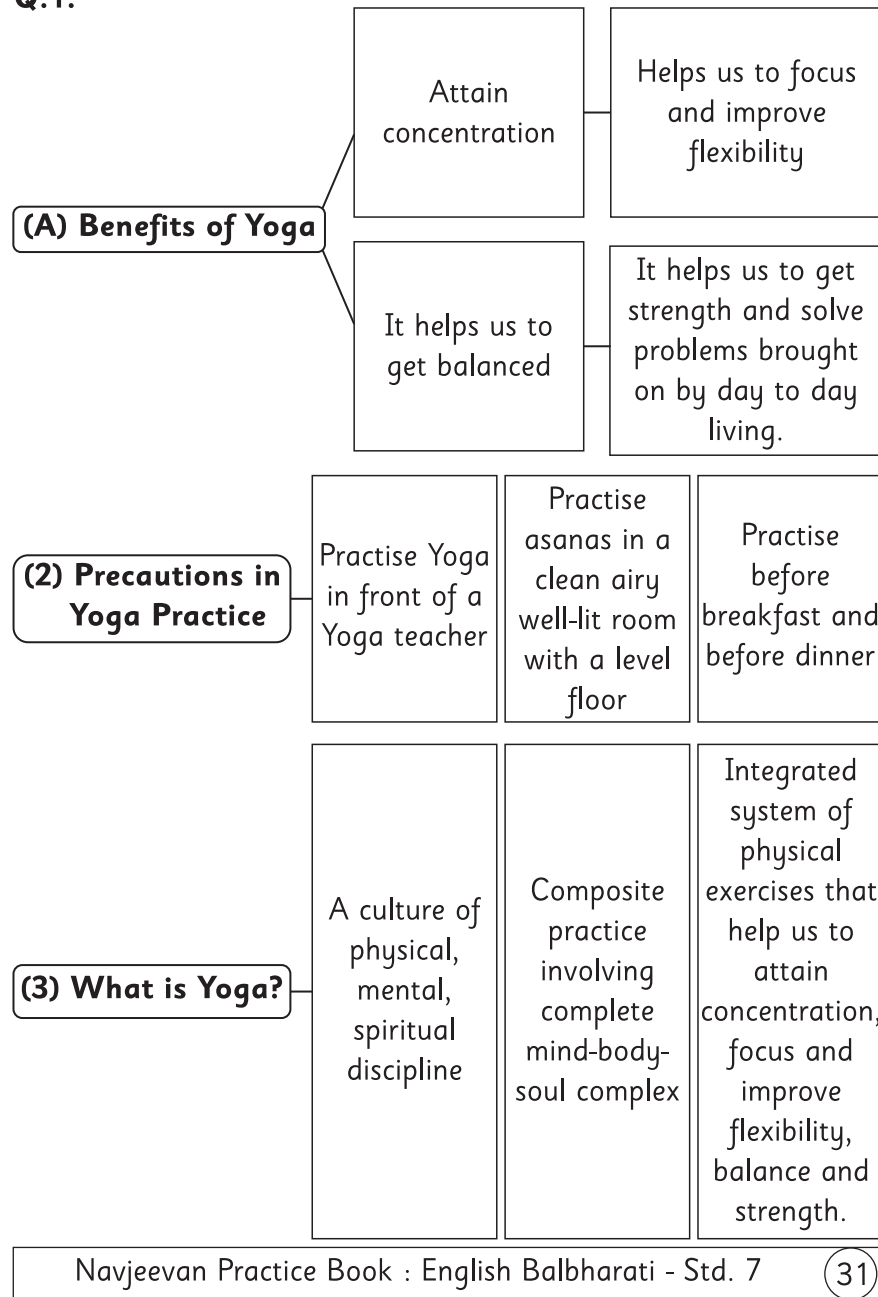 Q.1.
Attain
concentration
Helps us to focus
and improve
flexibility
(A) Benefits of Yoga
It helps us to
get balanced
It helps us to get
strength and solve
problems brought
on by day to day
living.
(2) Precautions in
Yoga Practice
Practise Yoga
in front of a
Yoga teacher
Practise
asanas in a
clean airy
well-lit room
with a level
floor
Practise
before
breakfast and
before dinner
(3) What is Yoga?
A culture of
physical,
mental,
spiritual
discipline
Composite
practice
involving
complete
mind-body-
soul complex
Integrated
system of
physical
exercises that
help us to
attain
concentration,
focus and
improve
flexibility,
balance and
strength.
Navjeevan Practice Book : English Balbharati - Std. 7
31